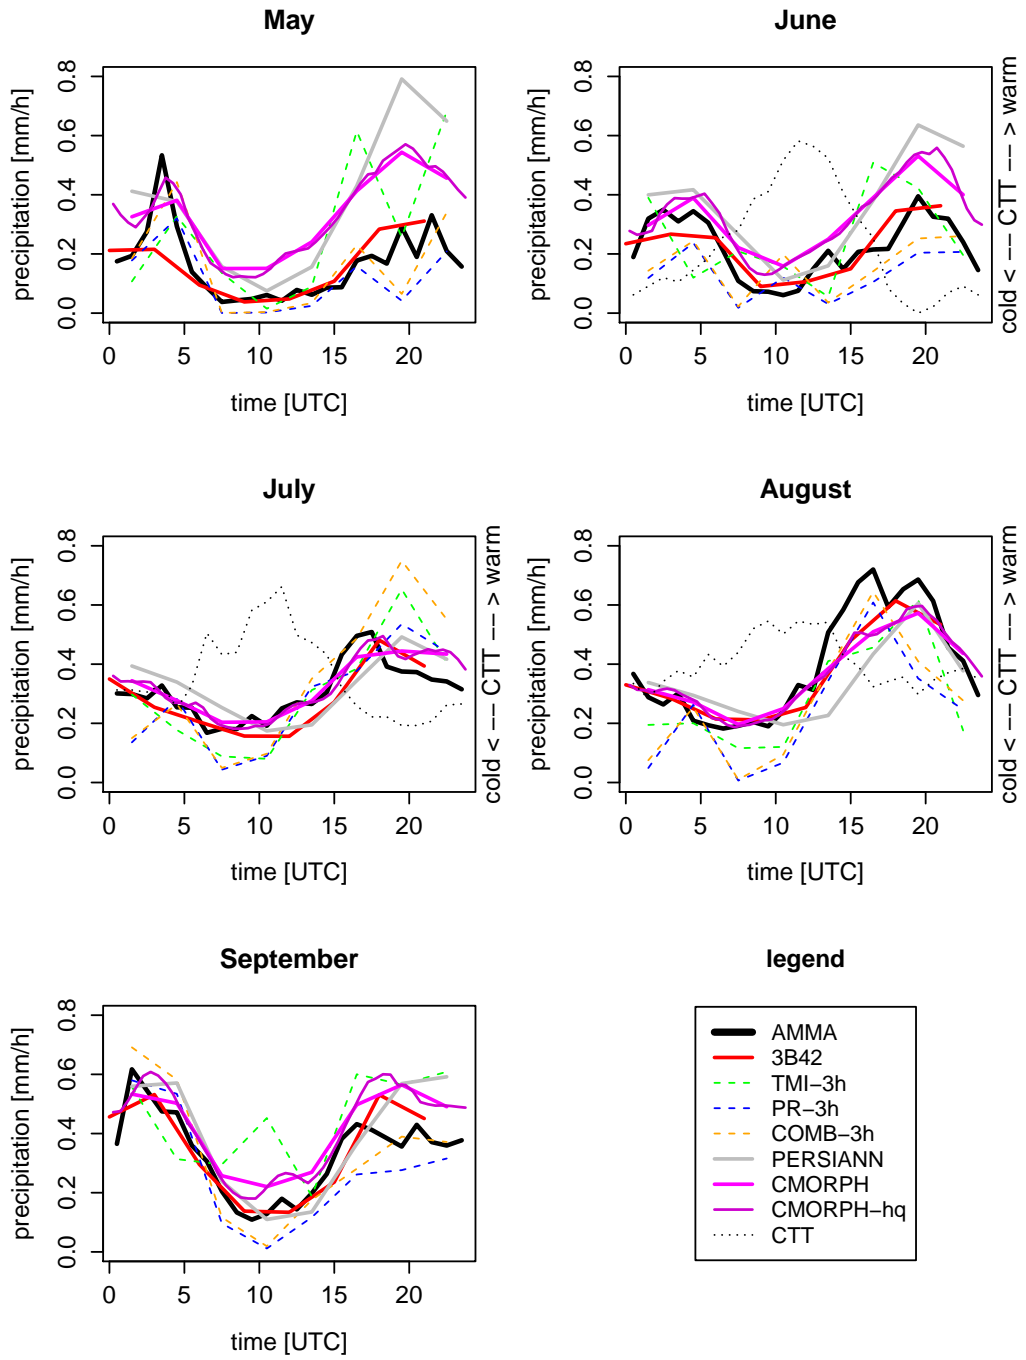 May
precipitation [mm/h]
0.0 0.2 0.4 0.6 0.8
0 5 10 15 20
time [UTC]
June
precipitation [mm/h]
0.0 0.2 0.4 0.6 0.8
0 5 10 15 20
time [UTC]
cold < −− CTT −− > warm
July
precipitation [mm/h]
0.0 0.2 0.4 0.6 0.8
0 5 10 15 20
time [UTC]
cold < −− CTT −− > warm
August
precipitation [mm/h]
0.0 0.2 0.4 0.6 0.8
0 5 10 15 20
time [UTC]
cold < −− CTT −− > warm
September
precipitation [mm/h]
0.0 0.2 0.4 0.6 0.8
0 5 10 15 20
time [UTC]
legend
AMMA
3B42
TMI−3h
PR−3h
COMB−3h
PERSIANN
CMORPH
CMORPH−hq
CTT